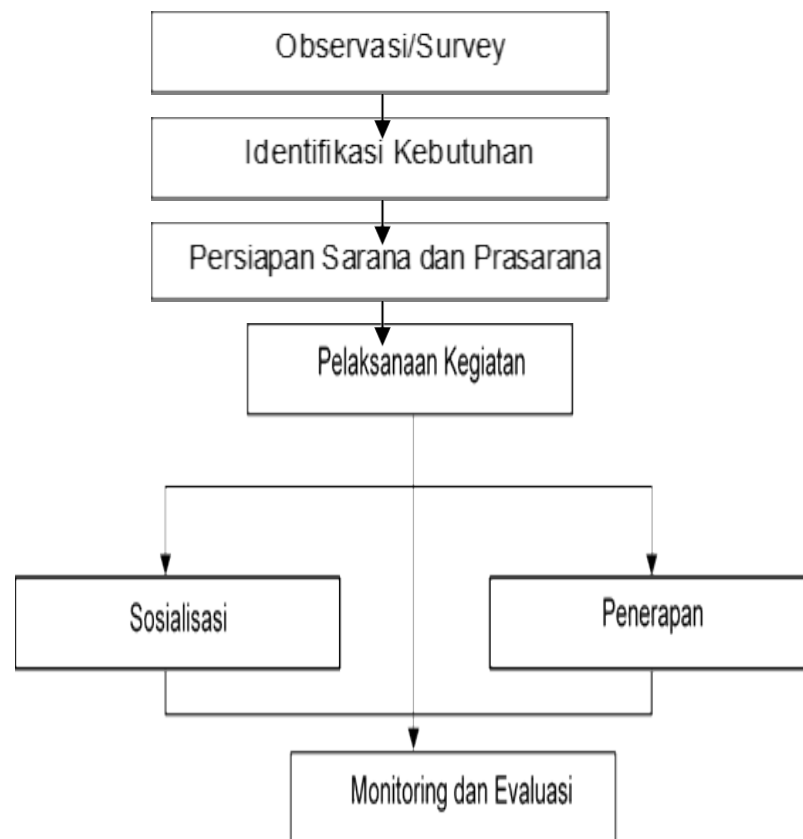 Observasi/Survey
Identifikasi Kebutuhan
Persiapan Sarana dan Prasarana
Pelaksanaan Kegiatan
Sosialisasi
Penerapan
Monitoring dan Evaluasi